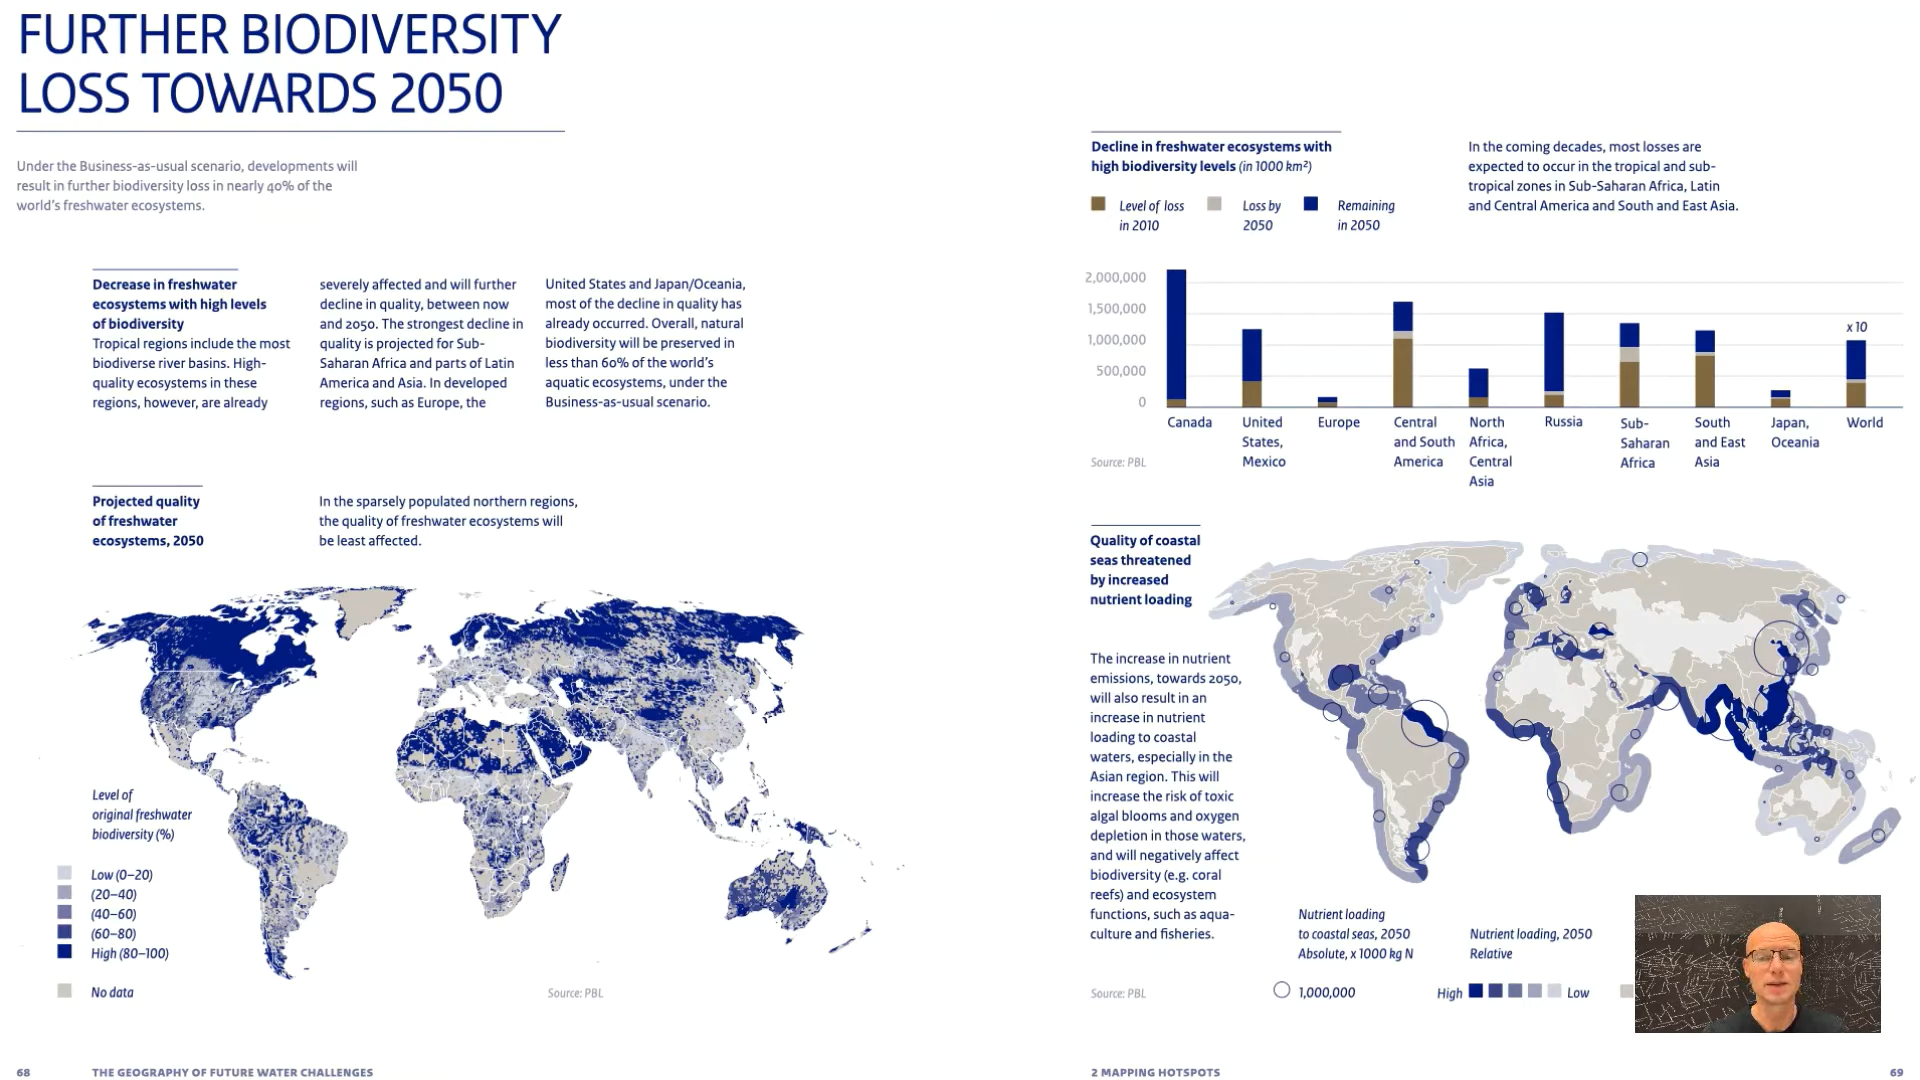 FURTHER BIODIVERSITY
LOSS TOWARDS 2050
Under the Business-as-usual scenario, developments will
result in further biodiversity loss in nearly 40% of the
world's freshwater ecosystems.
Decrease in freshwater
ecosystems with high levels
of biodiversity
Tropical regions include the most
biodiverse river basins. High-
quality ecosystems in these
regions, however, are already
severely affected and will further
decline in quality, between now
and 2050. The strongest decline in
quality is projected for Sub-
Saharan Africa and parts of Latin
America and Asia. In developed
regions, such as Europe, the
United States and Japan/Oceania,
most of the decline in quality has
already occurred. Overall, natural
biodiversity will be preserved in
less than 60% of the world's
aquatic ecosystems, under the
Business-as-usual scenario.
Projected quality
of freshwater
ecosystems, 2050
In the sparsely populated northern regions,
the quality of freshwater ecosystems will
be least affected.
Level of
original freshwater
biodiversity (%)
Low (0–20)
(20–40)
(40–60)
(60–80)
High (80–100)
No data
Source: PBL
68
THE GEOGRAPHY OF FUTURE WATER CHALLENGES
Decline in freshwater ecosystems with
high biodiversity levels (in 1000 km²)
Level of loss
in 2010
Loss by
2050
Remaining
in 2050
In the coming decades, most losses are
expected to occur in the tropical and sub-
tropical zones in Sub-Saharan Africa, Latin
and Central America and South and East Asia.
2,000,000
1,500,000
1,000,000
500,000
0
x 10
Canada
United
States,
Mexico
Europe
Central
and South
America
North
Africa,
Central
Asia
Russia
Sub-
Saharan
Africa
South
and East
Asia
Japan,
Oceania
World
Source: PBL
Quality of coastal
seas threatened
by increased
nutrient loading
The increase in nutrient
emissions, towards 2050,
will also result in an
increase in nutrient
loading to coastal
waters, especially in the
Asian region. This will
increase the risk of toxic
algal blooms and oxygen
depletion in those waters,
and will negatively affect
biodiversity (e.g. coral
reefs) and ecosystem
functions, such as aqua-
culture and fisheries.
Nutrient loading
to coastal seas, 2050
Absolute, x 1000 kg N
1,000,000
Nutrient loading, 2050
Relative
High
Low
Source: PBL
2 MAPPING HOTSPOTS
69